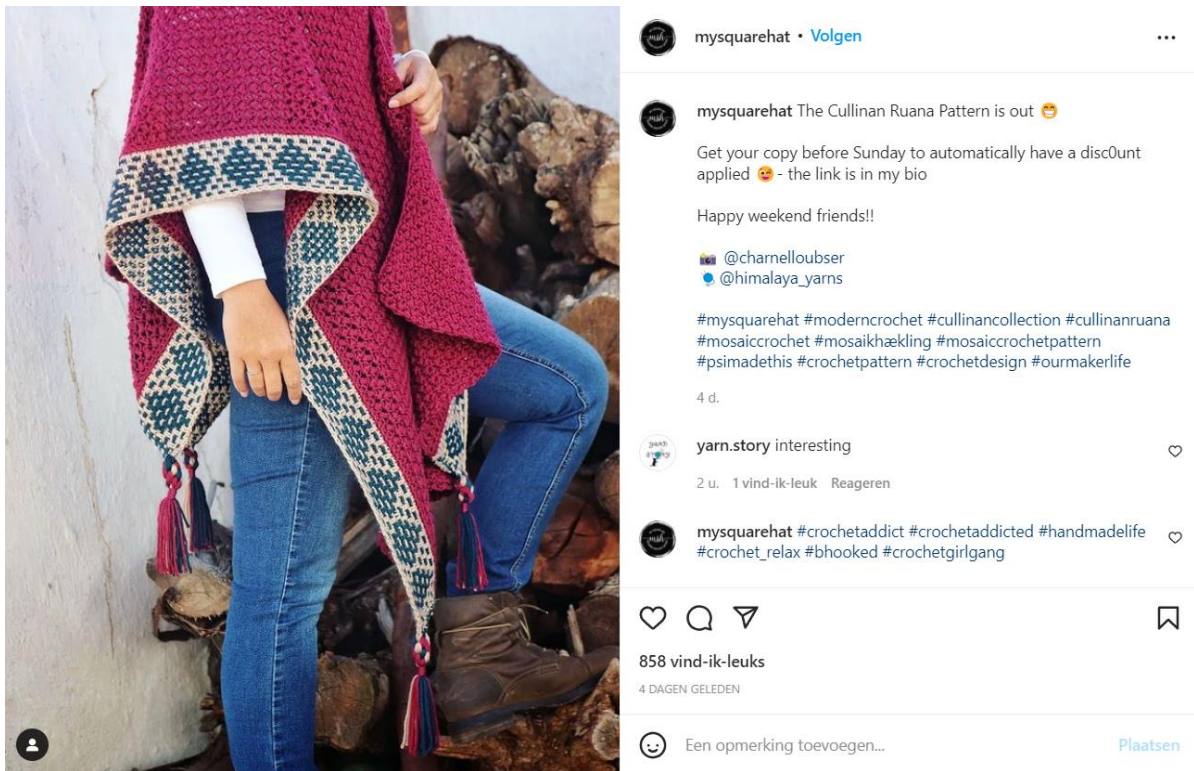 mysquarehat • Volgen
mysquarehat The Cullinan Ruana Pattern is out 😁
Get your copy before Sunday to automatically have a disc0unt
applied 😜 - the link is in my bio
Happy weekend friends!!
📷 @charnelloubser
🧶 @himalaya_yarns
#mysquarehat #moderncrochet #cullinancollection #cullinanruana
#mosaiccrochet #mosaikhækling #mosaiccrochetpattern
#psimadethis #crochetpattern #crochetdesign #ourmakerlife
4 d.
yarn.story interesting
2 u. 1 vind-ik-leuk Reageren
mysquarehat #crochetaddict #crochetaddicted #handmadelife
#crochet_relax #bhooked #crochetgirlgang
858 vind-ik-leuks
4 DAGEN GELEDEN
Een opmerking toevoegen... Plaatsen